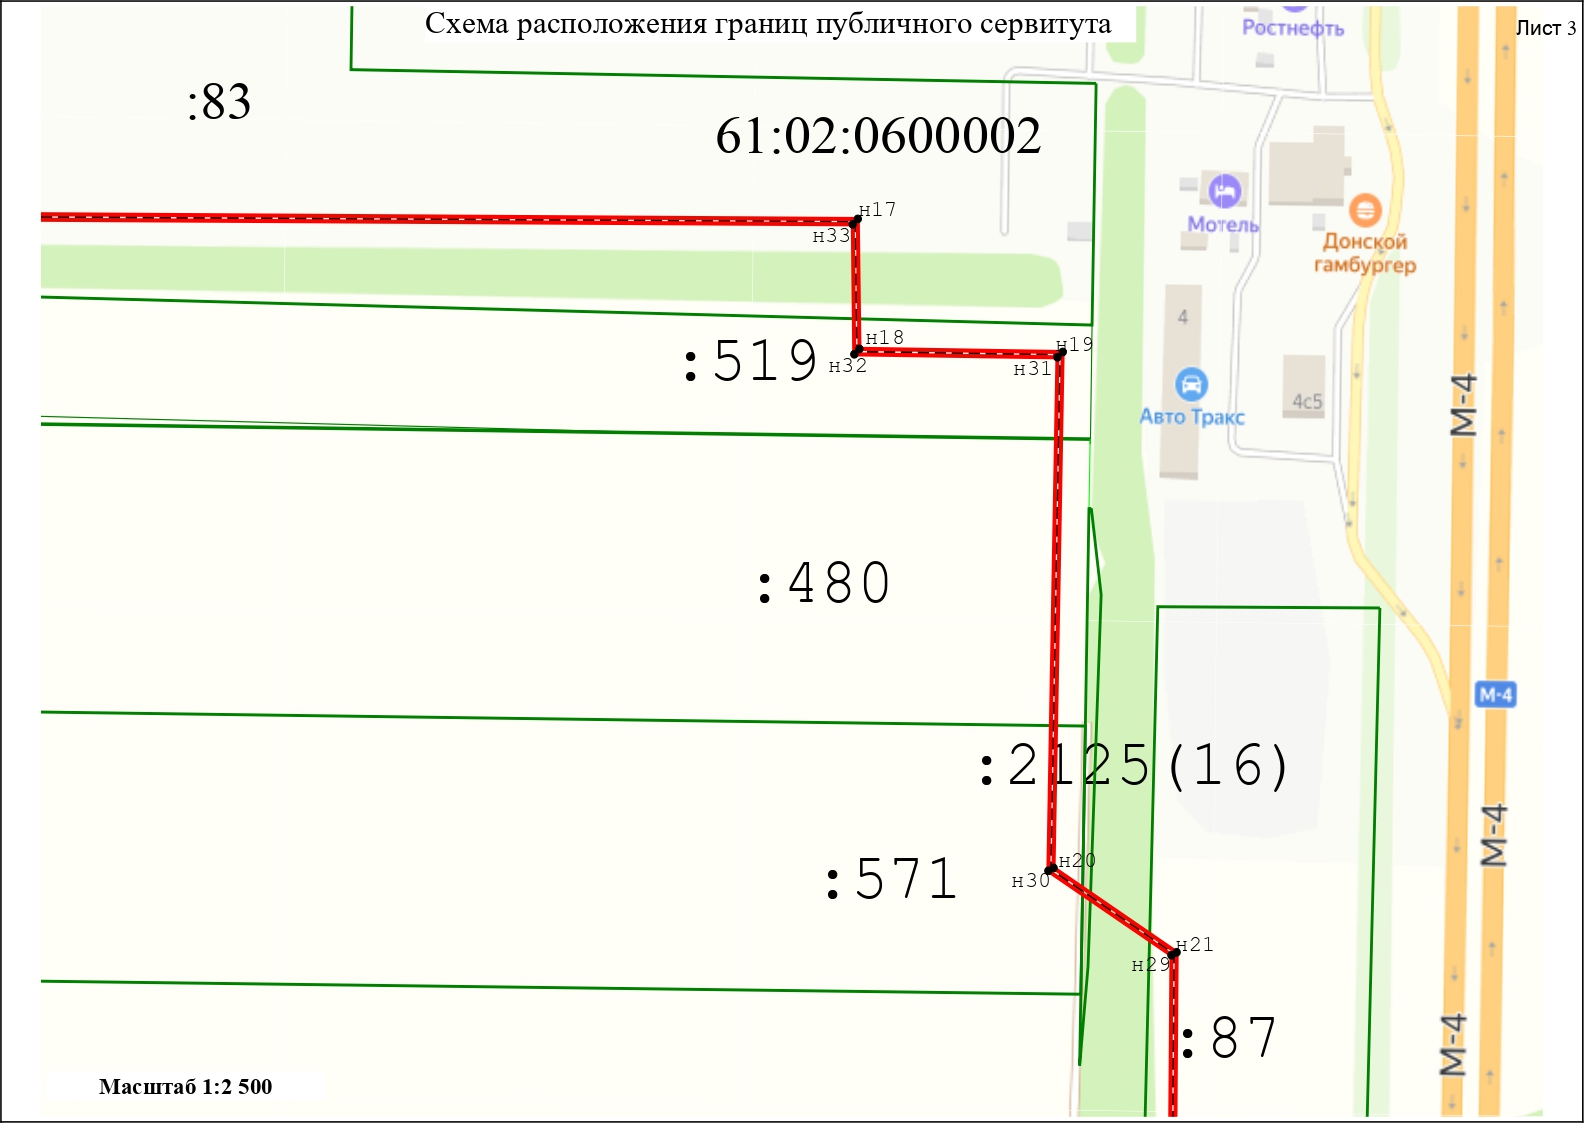 Схема расположения границ публичного сервитута
Лист 3
Ростнефть
:83
61:02:0600002
Мотель
Донской
гамбургер
н17
н33
4
н18
н19
:519
н32
н31
4с5
Авто Тракс
М-4
:480
М-4
:2125(16)
М-4
:571
н20
н30
н21
н29
:87
М-4
Масштаб 1:2 500